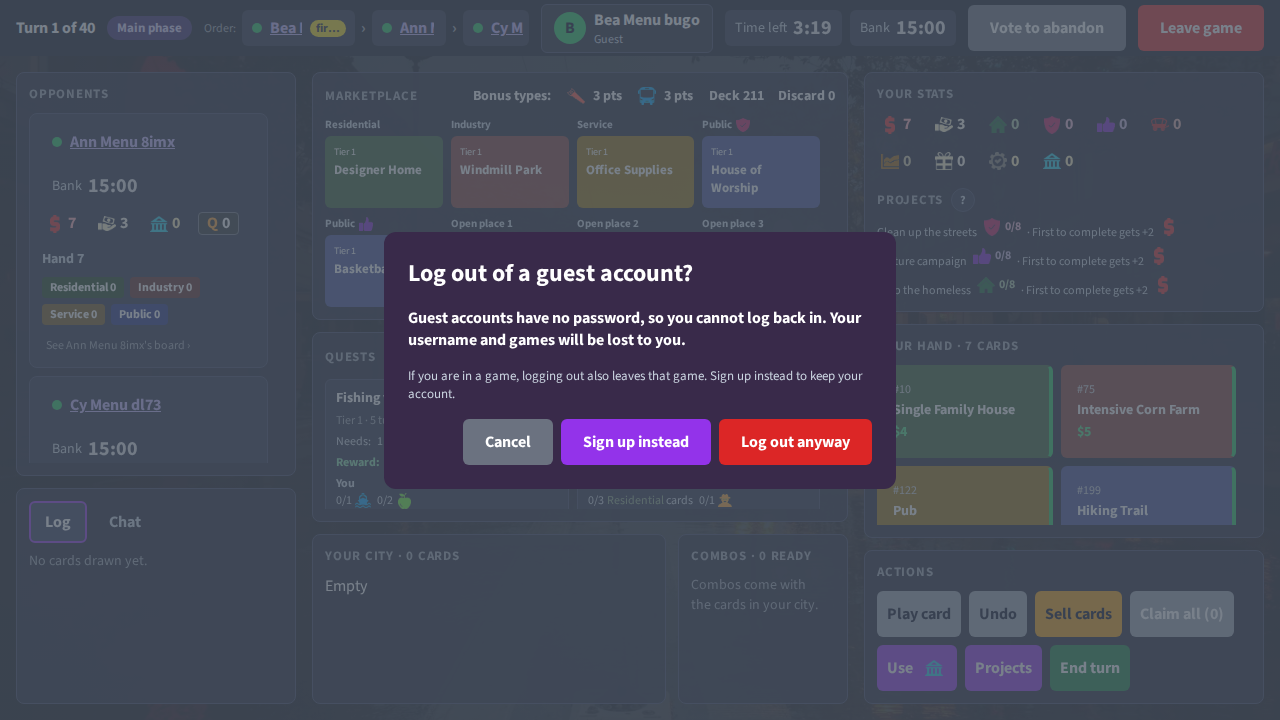 Turn 1 of 40
Main phase
Order:
Bea
fir…
›
Ann
›
Cy M
B
Bea Menu bugo
Guest
Time left 3:19
Bank 15:00
Vote to abandon
Leave game
OPPONENTS
Ann Menu 8imx
Bank 15:00
7 3 0 Q 0
Hand 7
Residential 0
Industry 0
Service 0
Public 0
See Ann Menu 8imx's board ›
Cy Menu dl73
Bank 15:00
Log
Chat
No cards drawn yet.
MARKETPLACE
Bonus types:
3 pts
3 pts
Deck 211
Discard 0
Residential
Industry
Service
Public
Tier 1
Designer Home
Tier 1
Windmill Park
Tier 1
Office Supplies
Tier 1
House of
Worship
Public
Open place 1
Open place 2
Open place 3
Tier 1
QUESTS
Fishing
Needs:
Reward:
You
0/1 0/2
0/3 Residential cards 0/1
Log out of a guest account?
Guest accounts have no password, so you cannot log back in. Your
username and games will be lost to you.
If you are in a game, logging out also leaves that game. Sign up instead to keep your
account.
Cancel
Sign up instead
Log out anyway
YOUR CITY · 0 CARDS
Empty
COMBOS · 0 READY
Combos come with
the cards in your city.
YOUR STATS
7 3 0 0 0 0
0 0 0 0
PROJECTS ?
Clean up the streets 0/8 · First to complete gets +2
campaign 0/8 · First to complete gets +2
the homeless 0/8 · First to complete gets +2
HAND · 7 CARDS
#10
Single Family House
$4
#75
Intensive Corn Farm
$5
#122
Pub
#199
Hiking Trail
ACTIONS
Play card
Undo
Sell cards
Claim all (0)
Use
Projects
End turn